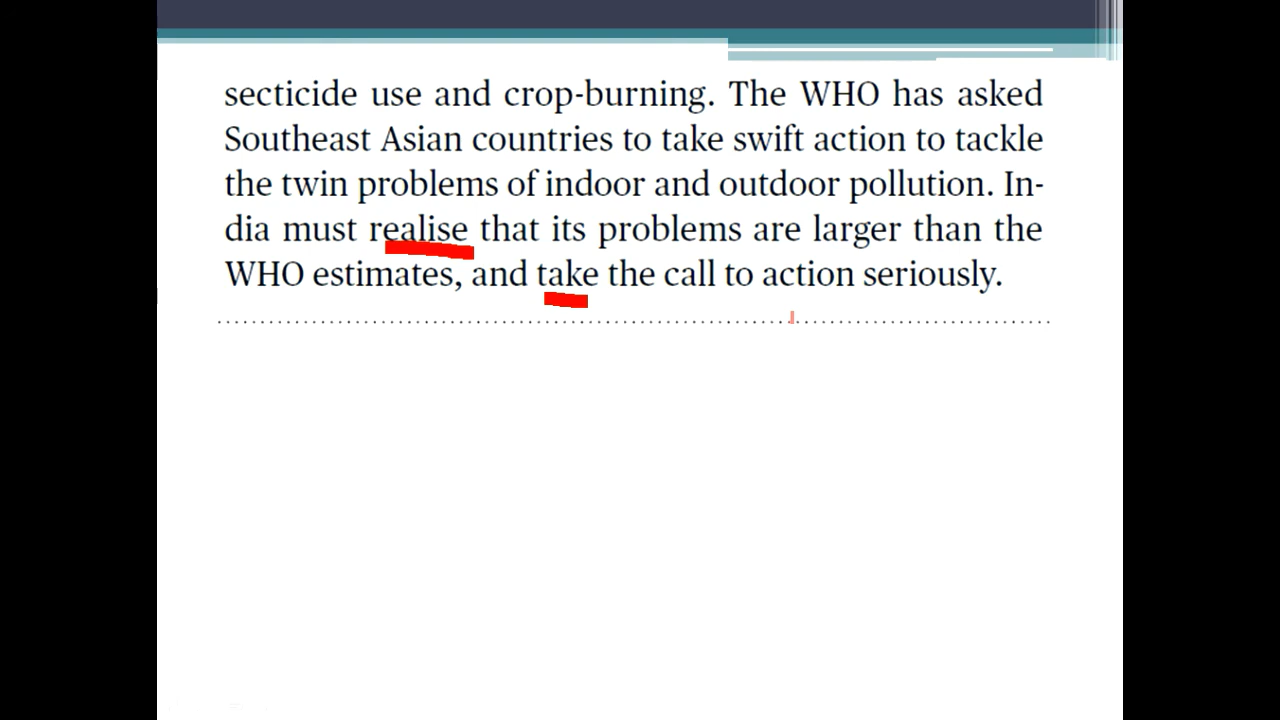 secticide use and crop-burning. The WHO has asked
Southeast Asian countries to take swift action to tackle
the twin problems of indoor and outdoor pollution. In-
dia must realise that its problems are larger than the
WHO estimates, and take the call to action seriously.